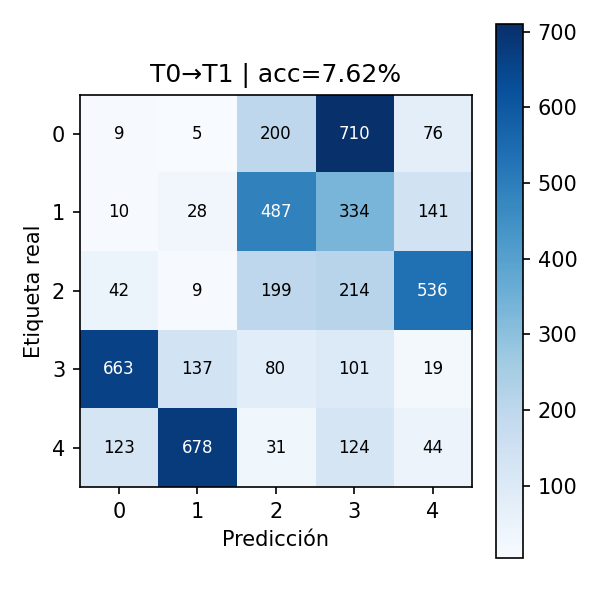 T0→T1 | acc=7.62%
0 9 5 200 710 76
1 10 28 487 334 141
2 42 9 199 214 536
3 663 137 80 101 19
4 123 678 31 124 44
0 1 2 3 4
Predicción
Etiqueta real
700
600
500
400
300
200
100